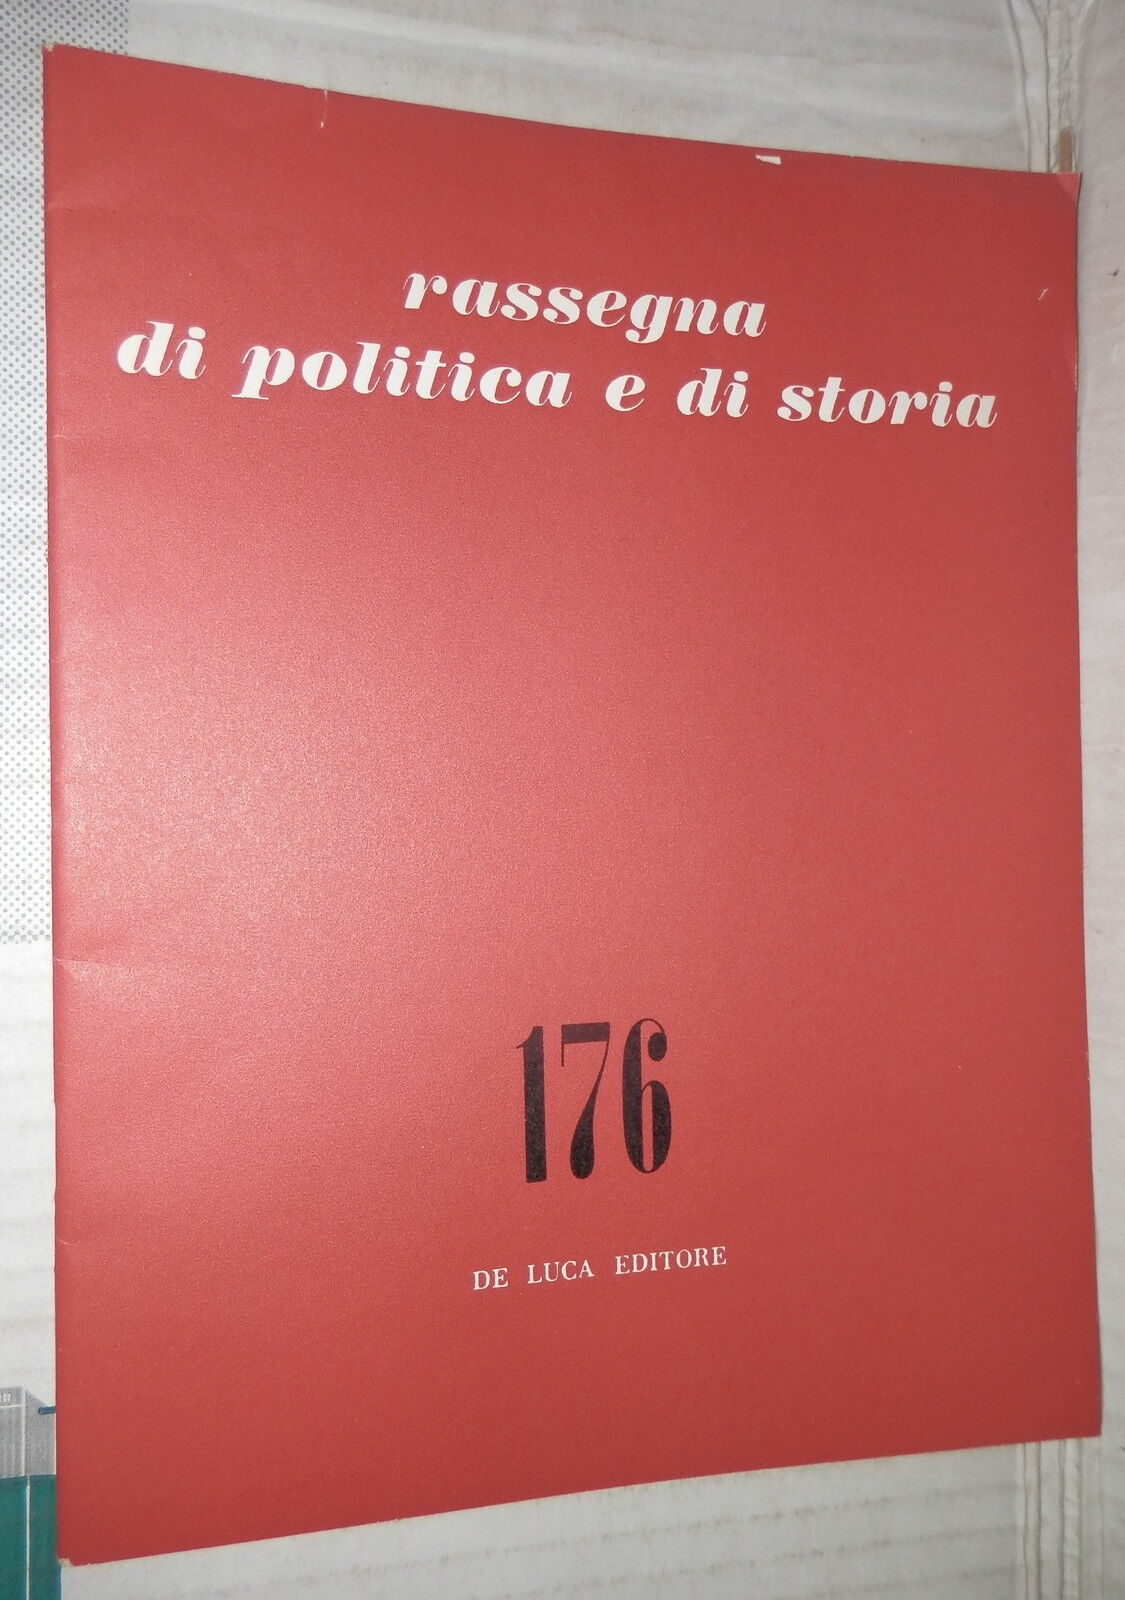 rassegna
di politica e di storia
176
DE LUCA EDITORE